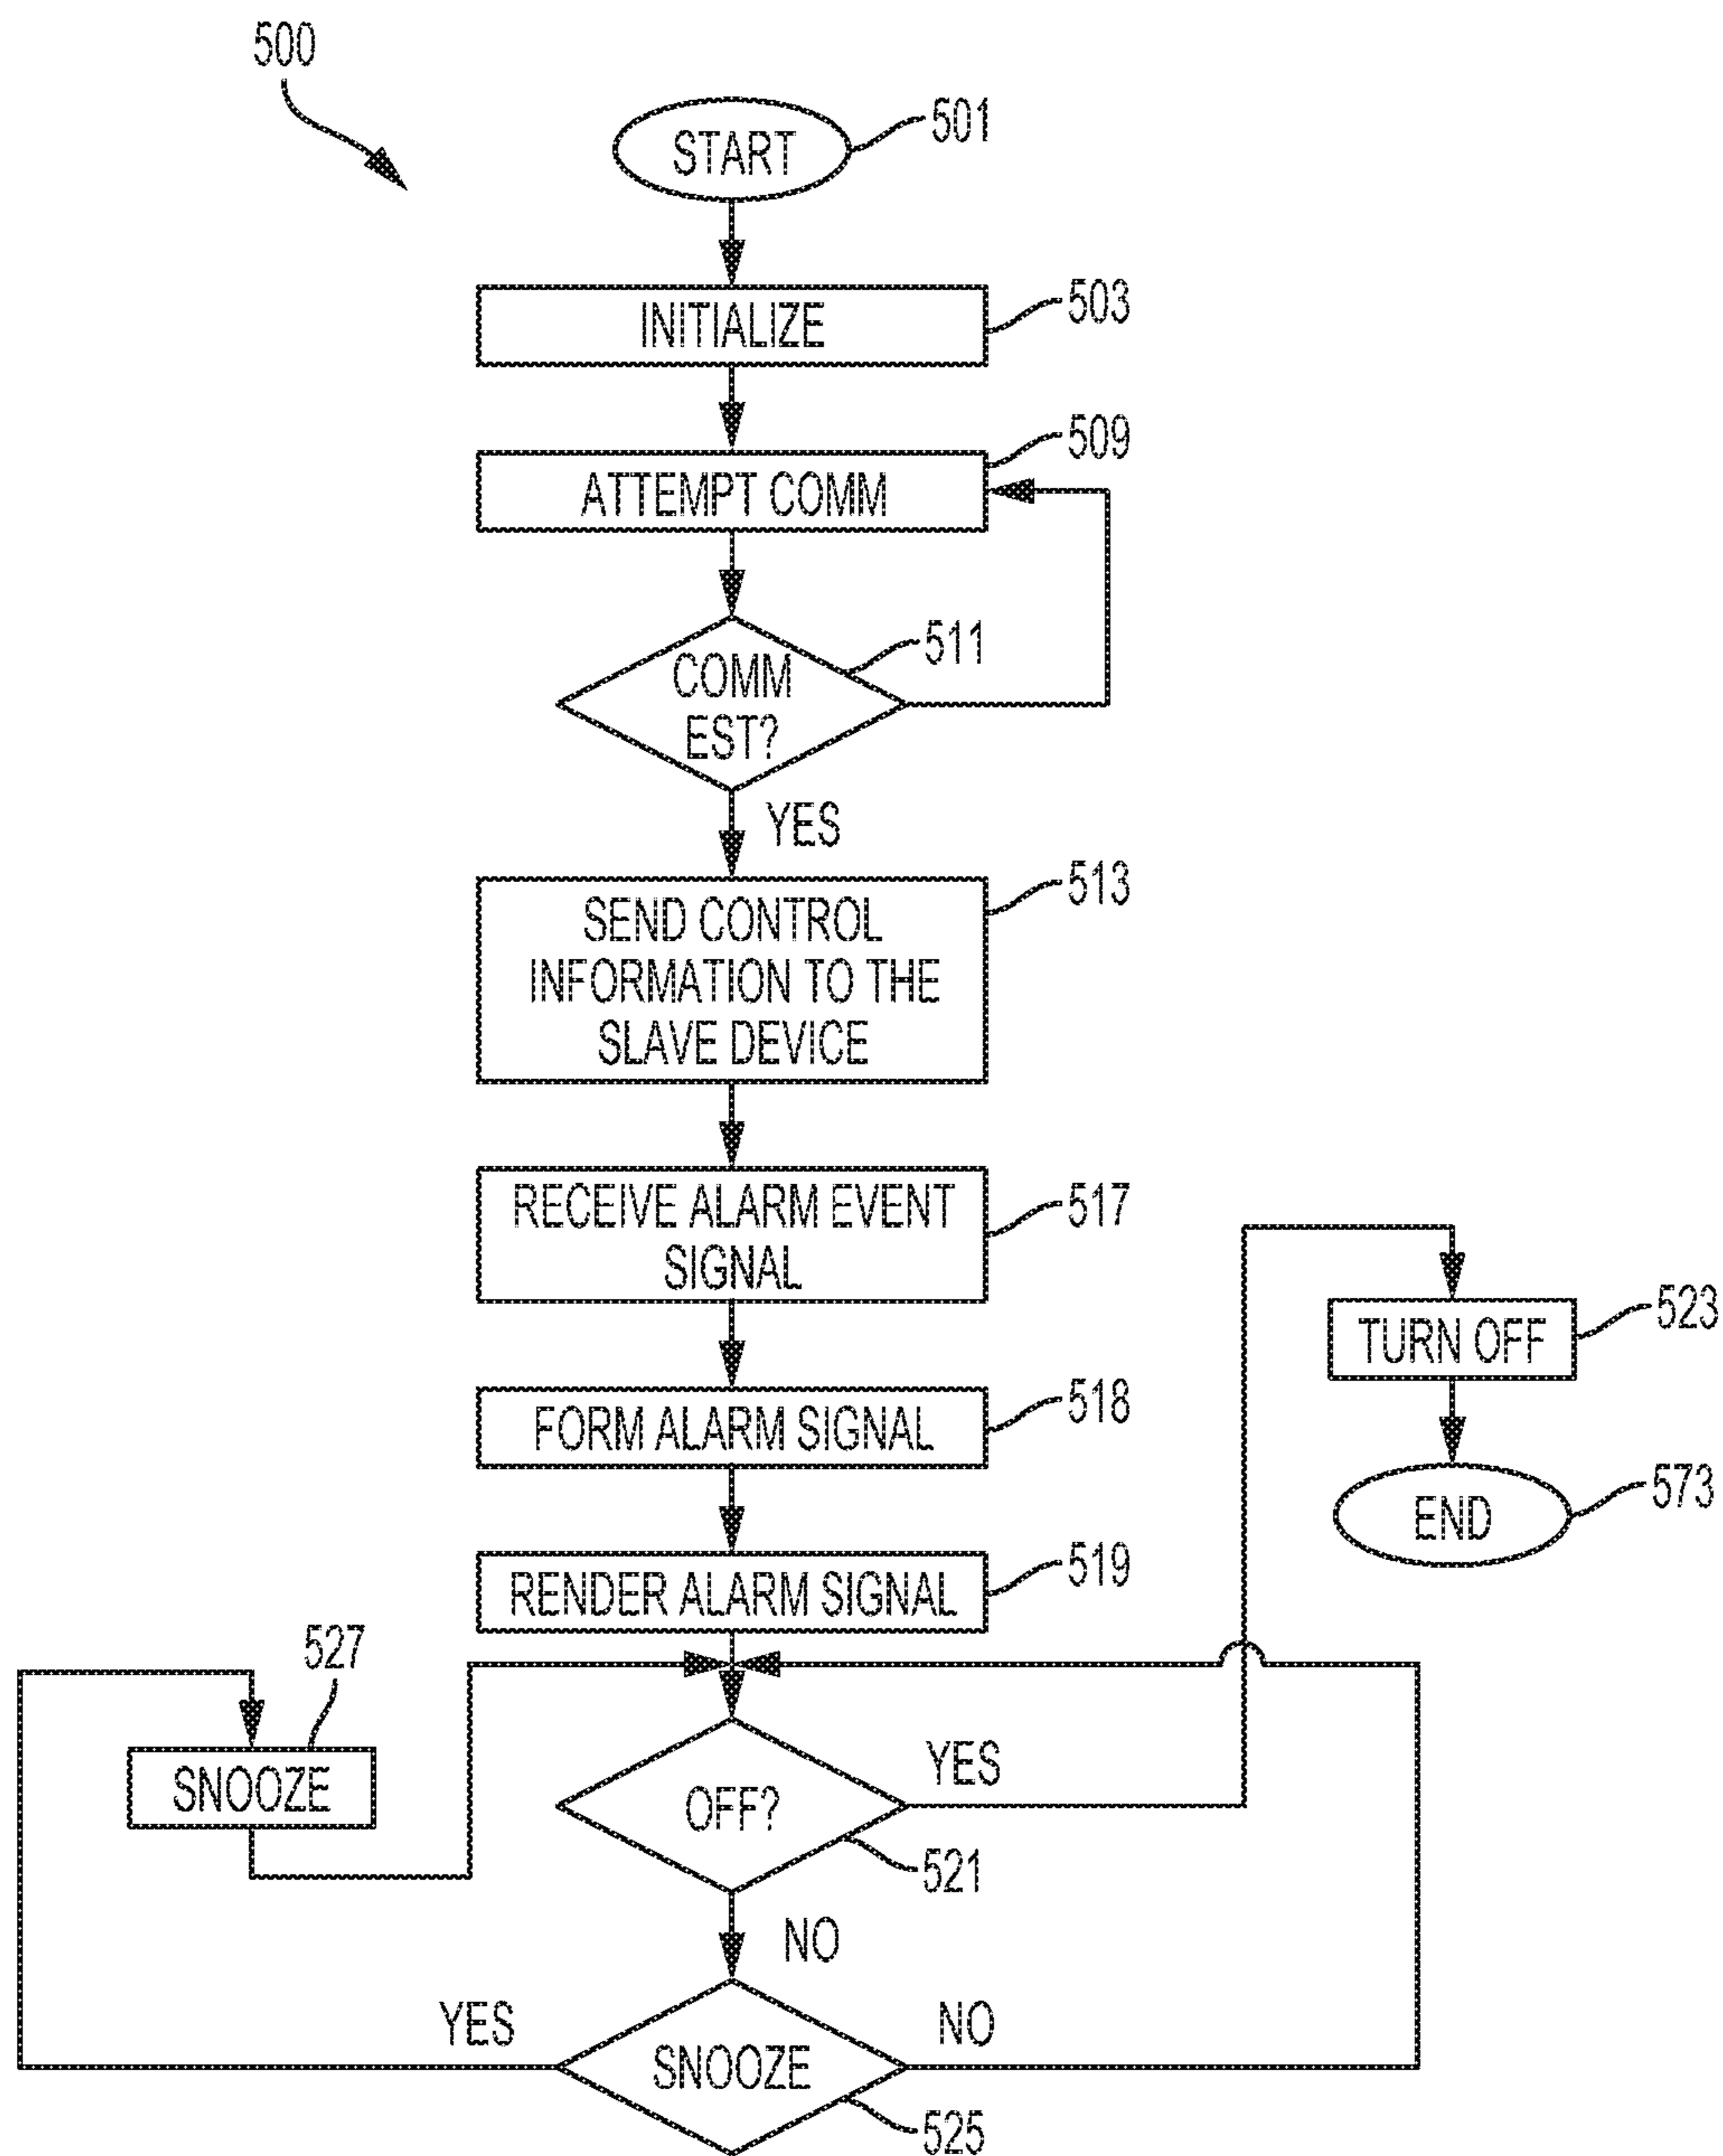 500
START
501
INITIALIZE
503
ATTEMPT COMM
509
COMM
EST?
511
YES
SEND CONTROL
INFORMATION TO THE
SLAVE DEVICE
513
RECEIVE ALARM EVENT
SIGNAL
517
FORM ALARM SIGNAL
518
RENDER ALARM SIGNAL
519
TURN OFF
523
END
573
527
SNOOZE
OFF?
YES
521
NO
YES
SNOOZE
NO
525